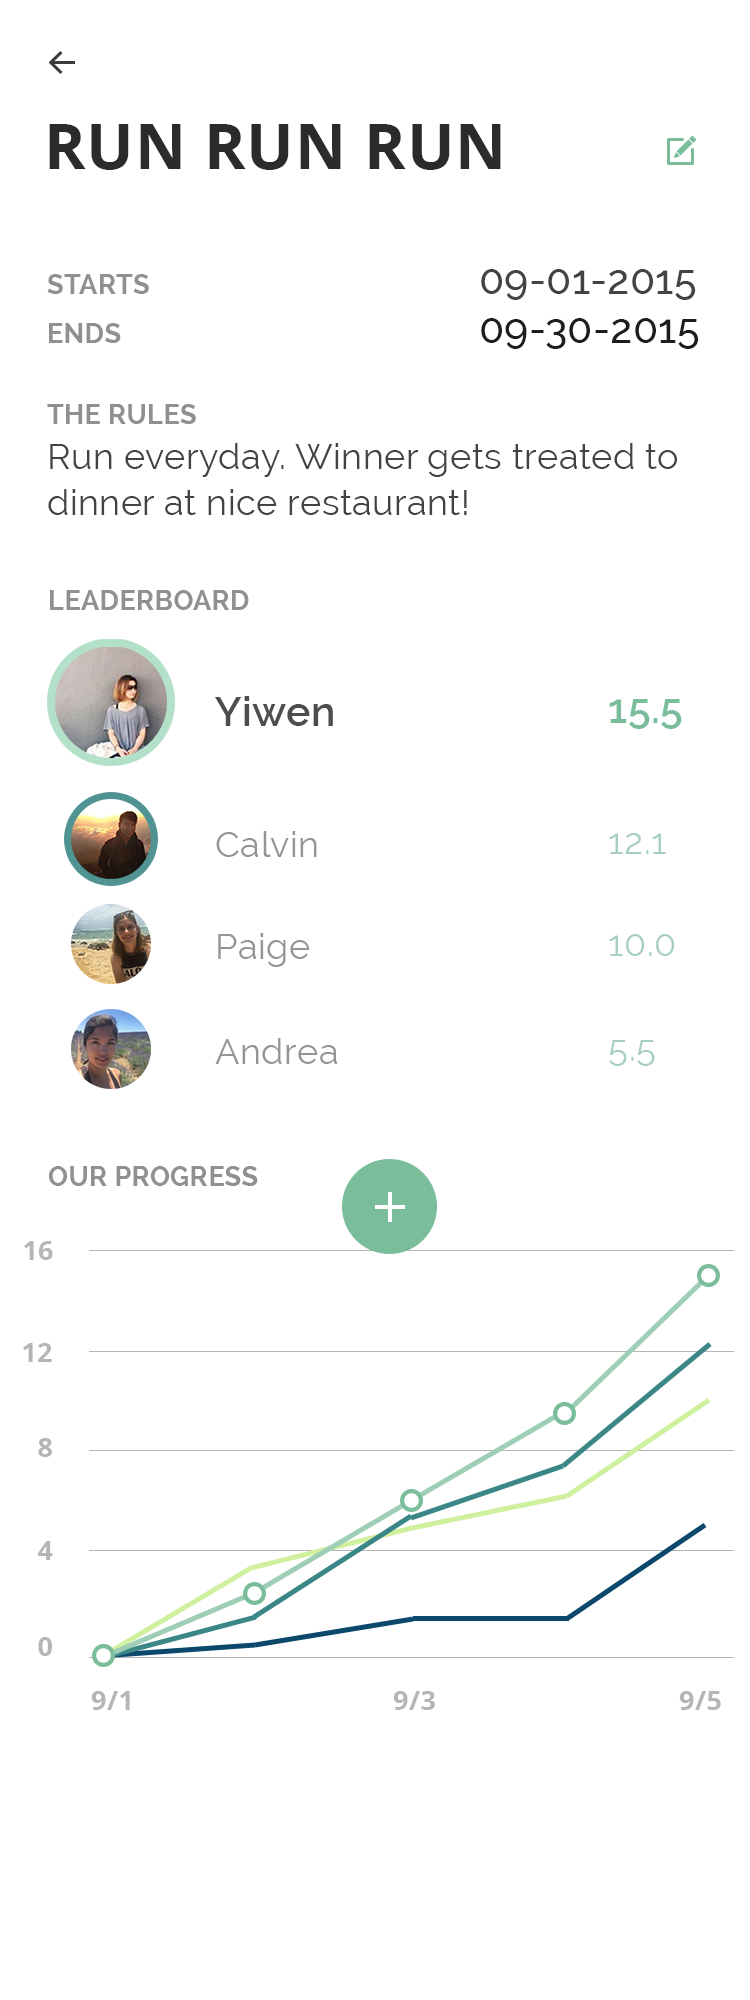 RUN RUN RUN
STARTS 09-01-2015
ENDS 09-30-2015
THE RULES
Run everyday. Winner gets treated to
dinner at nice restaurant!
LEADERBOARD
Yiwen 15.5
Calvin 12.1
Paige 10.0
Andrea 5.5
OUR PROGRESS
16
12
8
4
0
9/1 9/3 9/5